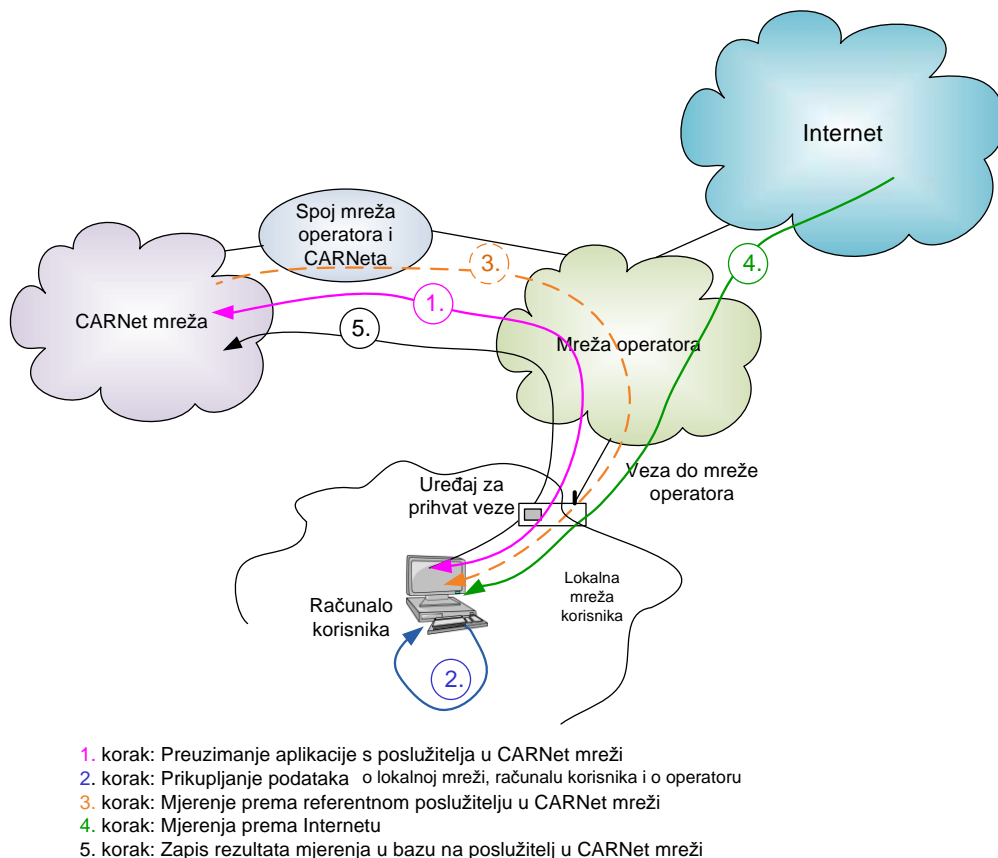 Internet
Spoj mreža
operatora i
CARNeta
3.
4.
1.
CARNet mreža
5.
Mreža operatora
Veza do mreže
operatora
Uređaj za
prihvat veze
Lokalna
mreža
korisnika
Računalo
korisnika
2.
1. korak: Preuzimanje aplikacije s poslužitelja u CARNet mreži
2. korak: Prikupljanje podataka o lokalnoj mreži, računalu korisnika i o operatoru
3. korak: Mjerenje prema referentnom poslužitelju u CARNet mreži
4. korak: Mjerenja prema Internetu
5. korak: Zapis rezultata mjerenja u bazu na poslužitelj u CARNet mreži